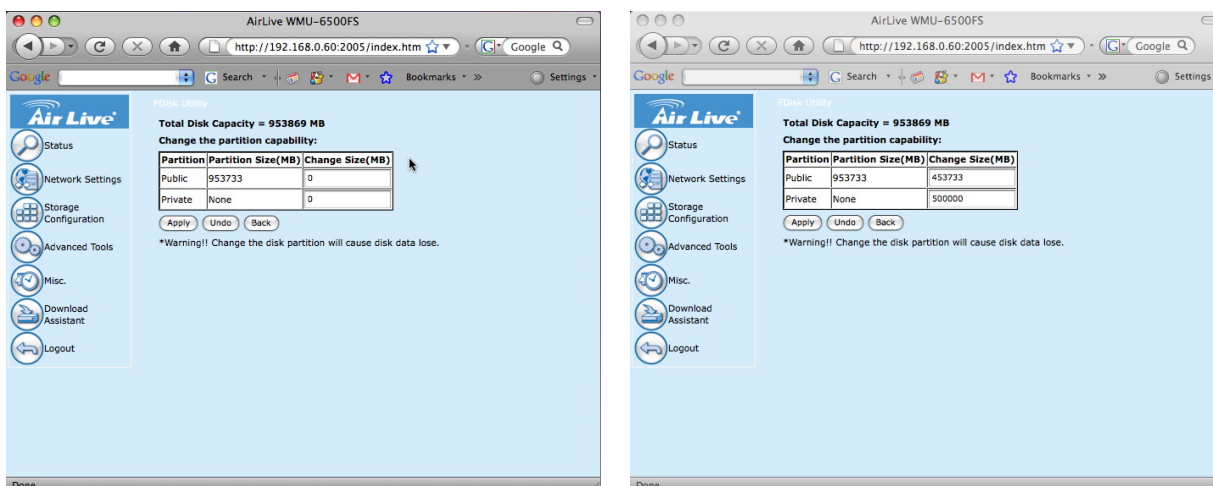 AirLive WMU-6500FS
http://192.168.0.60:2005/index.htm
Google
Google
Search
Bookmarks
»
Settings
Air Live
Status
Network Settings
Storage
Configuration
Advanced Tools
Misc.
Download
Assistant
Logout
FDisk Utility
Total Disk Capacity = 953869 MB
Change the partition capability:
Partition Partition Size(MB) Change Size(MB)
Public 953733 0
Private None 0
Apply Undo Back
*Warning!! Change the disk partition will cause disk data lose.
Done
AirLive WMU-6500FS
http://192.168.0.60:2005/index.htm
Google
Google
Search
Bookmarks
»
Settings
Air Live
Status
Network Settings
Storage
Configuration
Advanced Tools
Misc.
Download
Assistant
Logout
FDisk Utility
Total Disk Capacity = 953869 MB
Change the partition capability:
Partition Partition Size(MB) Change Size(MB)
Public 953733 453733
Private None 500000
Apply Undo Back
*Warning!! Change the disk partition will cause disk data lose.
Done